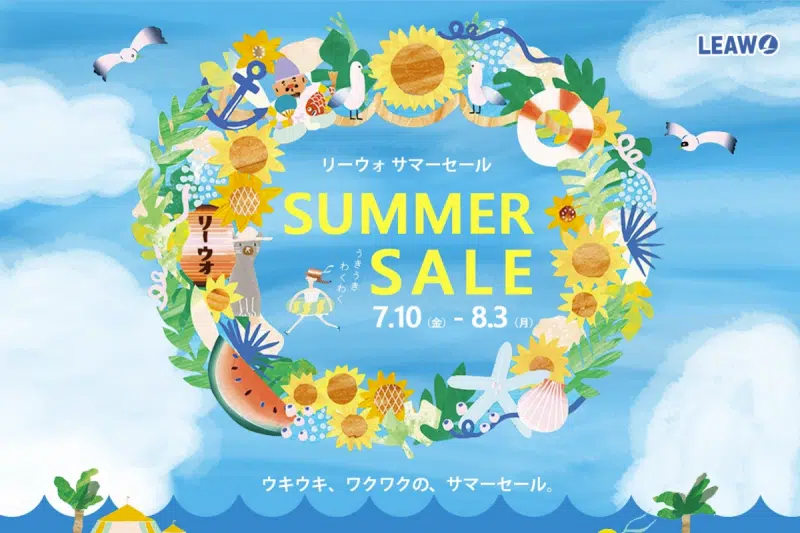 LEAWO
リーウォ サマーセール
SUMMER
SALE
うきうき
わくわく
7.10（金）- 8.3（月）
リーウォ
ウキウキ、ワクワクの、サマーセール。